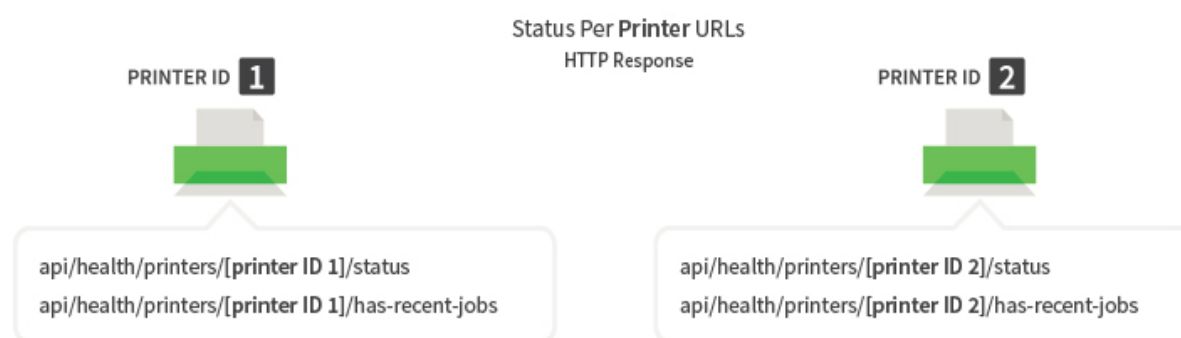 Status Per Printer URLs
HTTP Response
PRINTER ID 1
api/health/printers/[printer ID 1]/status
api/health/printers/[printer ID 1]/has-recent-jobs
PRINTER ID 2
api/health/printers/[printer ID 2]/status
api/health/printers/[printer ID 2]/has-recent-jobs